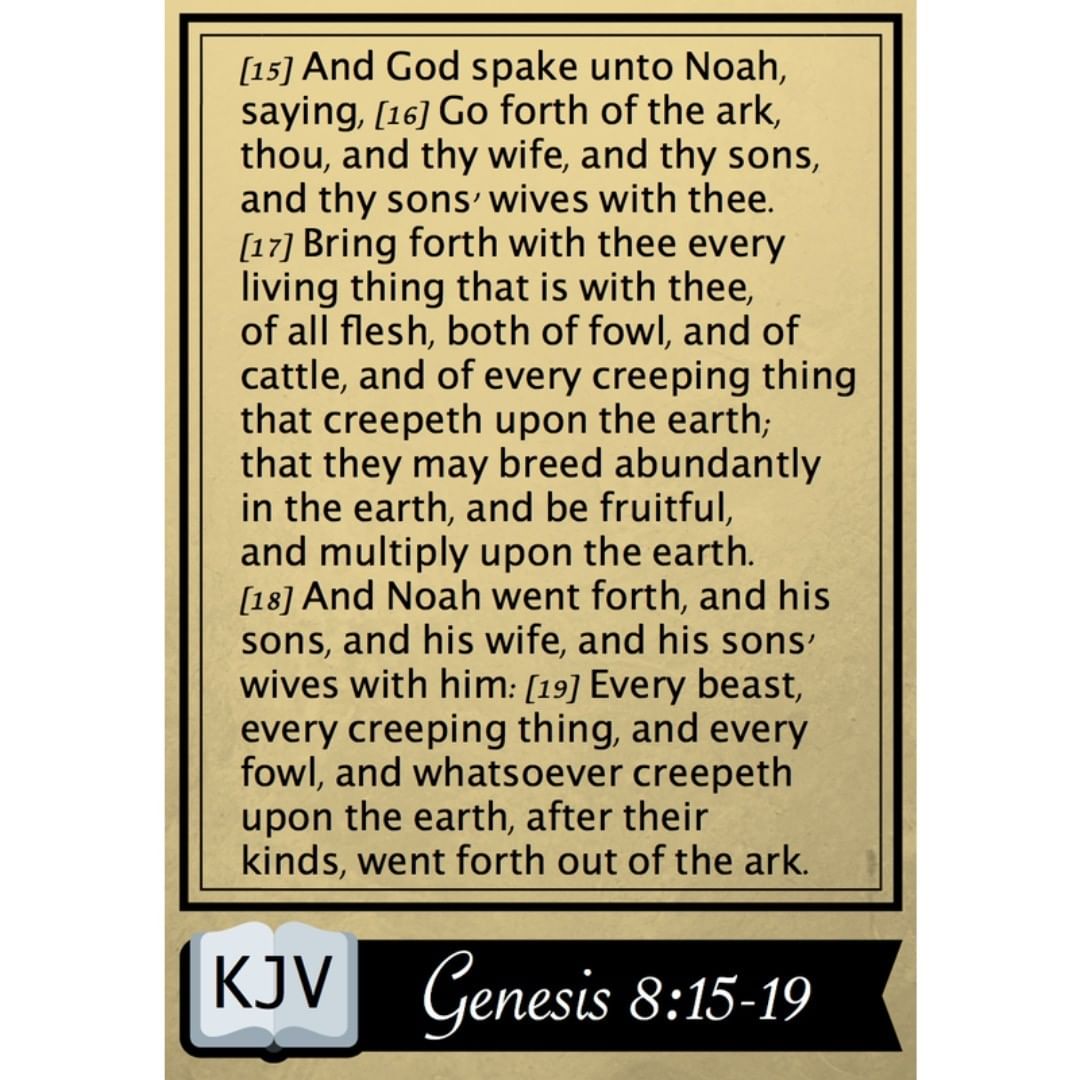 [15] And God spake unto Noah,
saying, [16] Go forth of the ark,
thou, and thy wife, and thy sons,
and thy sons’ wives with thee.
[17] Bring forth with thee every
living thing that is with thee,
of all flesh, both of fowl, and of
cattle, and of every creeping thing
that creepeth upon the earth;
that they may breed abundantly
in the earth, and be fruitful,
and multiply upon the earth.
[18] And Noah went forth, and his
sons, and his wife, and his sons’
wives with him: [19] Every beast,
every creeping thing, and every
fowl, and whatsoever creepeth
upon the earth, after their
kinds, went forth out of the ark.
KJV
Genesis 8:15-19